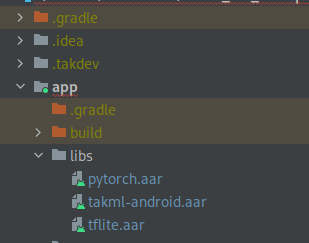 .gradle
.idea
.takdev
app
.gradle
build
libs
pytorch.aar
takml-android.aar
tflite.aar